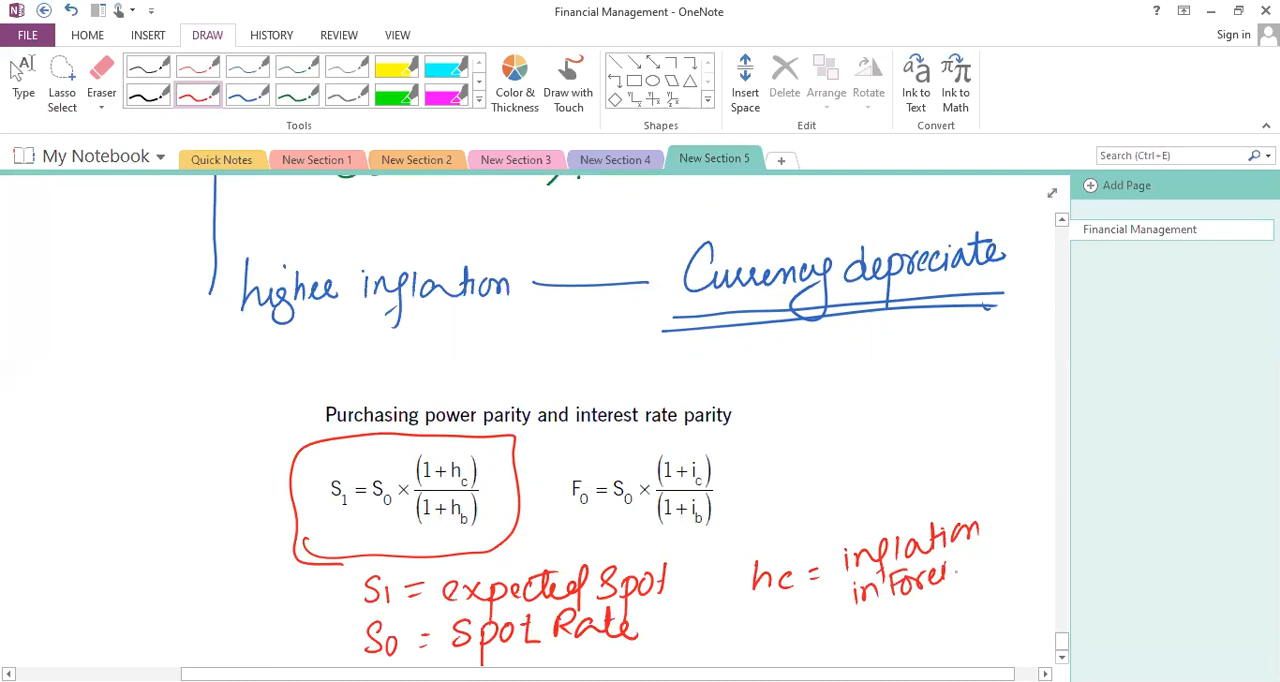 Financial Management - OneNote
FILE HOME INSERT DRAW HISTORY REVIEW VIEW
Sign in
Type
Lasso Select
Eraser
Color & Thickness
Draw with Touch
Insert Space
Delete
Arrange
Rotate
Ink to Text
Ink to Math
Tools
Shapes
Edit
Convert
My Notebook
Quick Notes
New Section 1
New Section 2
New Section 3
New Section 4
New Section 5
Search (Ctrl+E)
Add Page
Financial Management
higher inflation — Currency depreciate
Purchasing power parity and interest rate parity
S1 = S0 × (1+hc)/(1+hb)
F0 = S0 × (1+ic)/(1+ib)
S1 = expected Spot
S0 = Spot Rate
hc = inflation
in